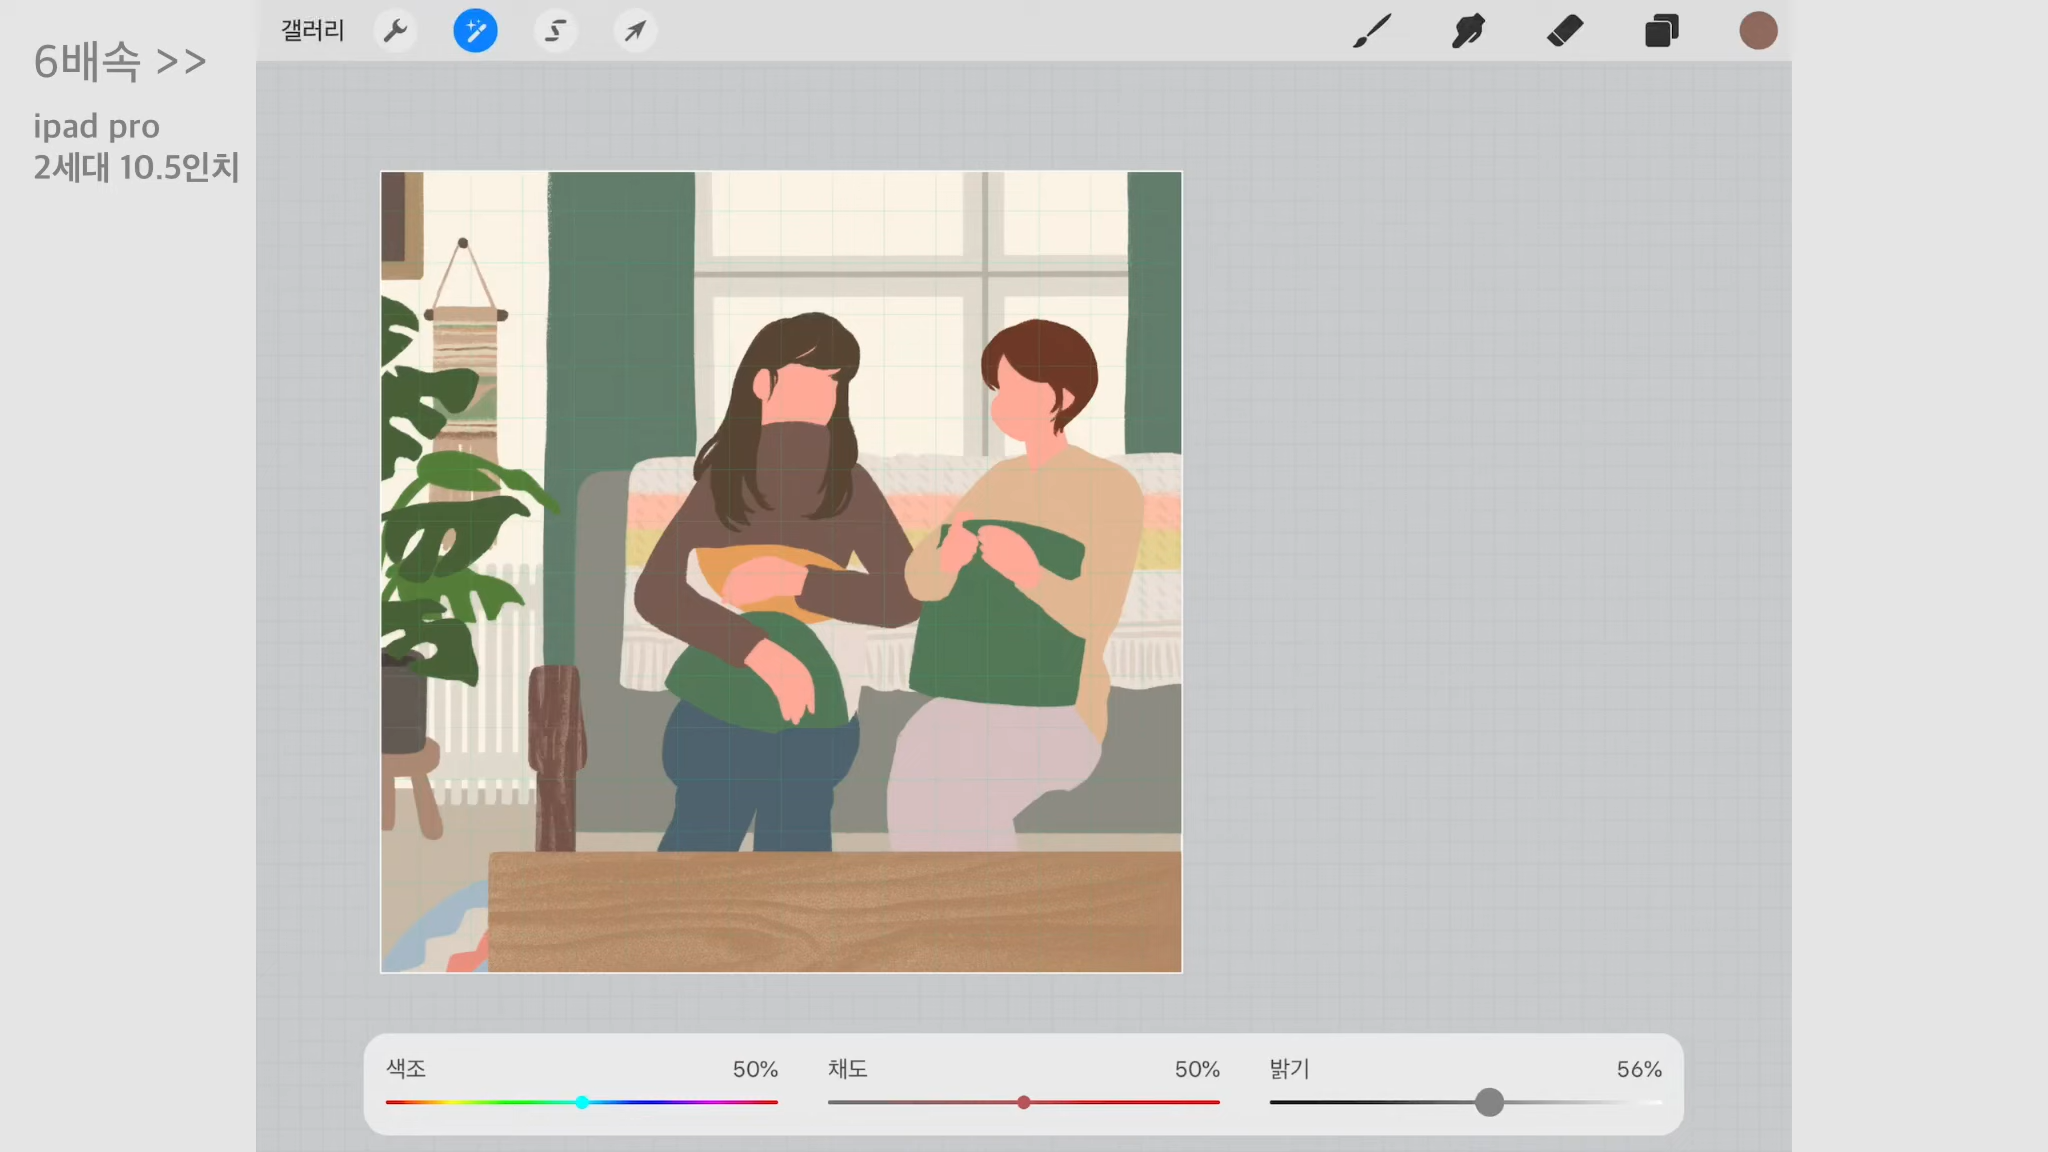 6배속 >>
ipad pro
2세대 10.5인치
갤러리
색조 50%
채도 50%
밝기 56%